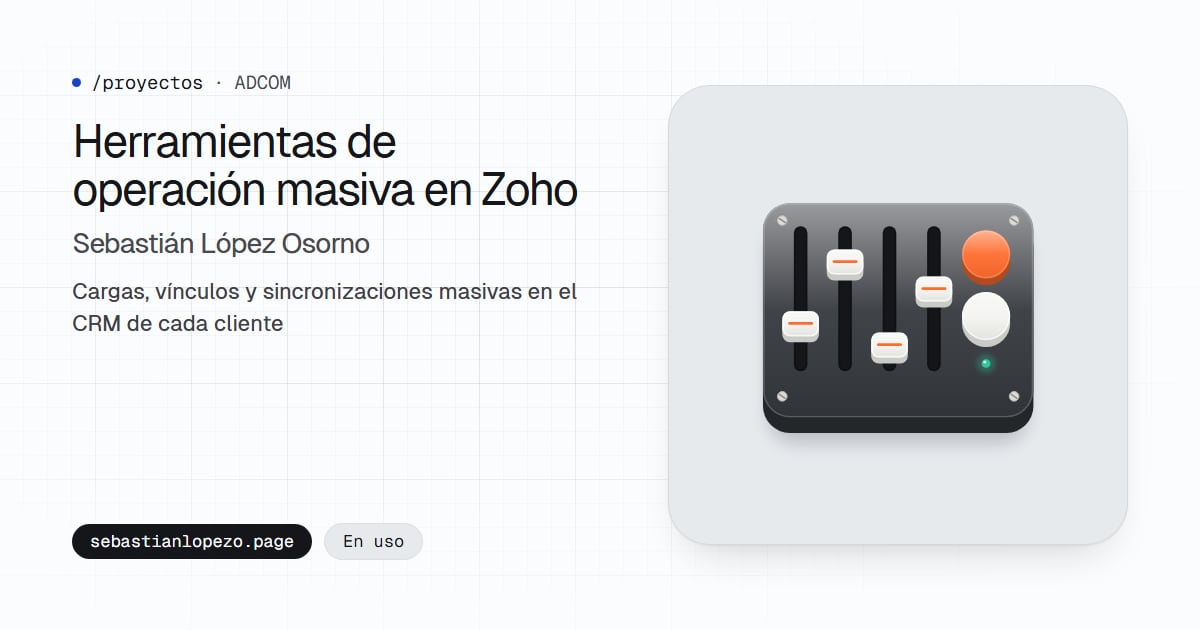 /proyectos · ADCOM
Herramientas de
operación masiva en Zoho
Sebastián López Osorno
Cargas, vínculos y sincronizaciones masivas en el
CRM de cada cliente
sebastianlopezo.page
En uso